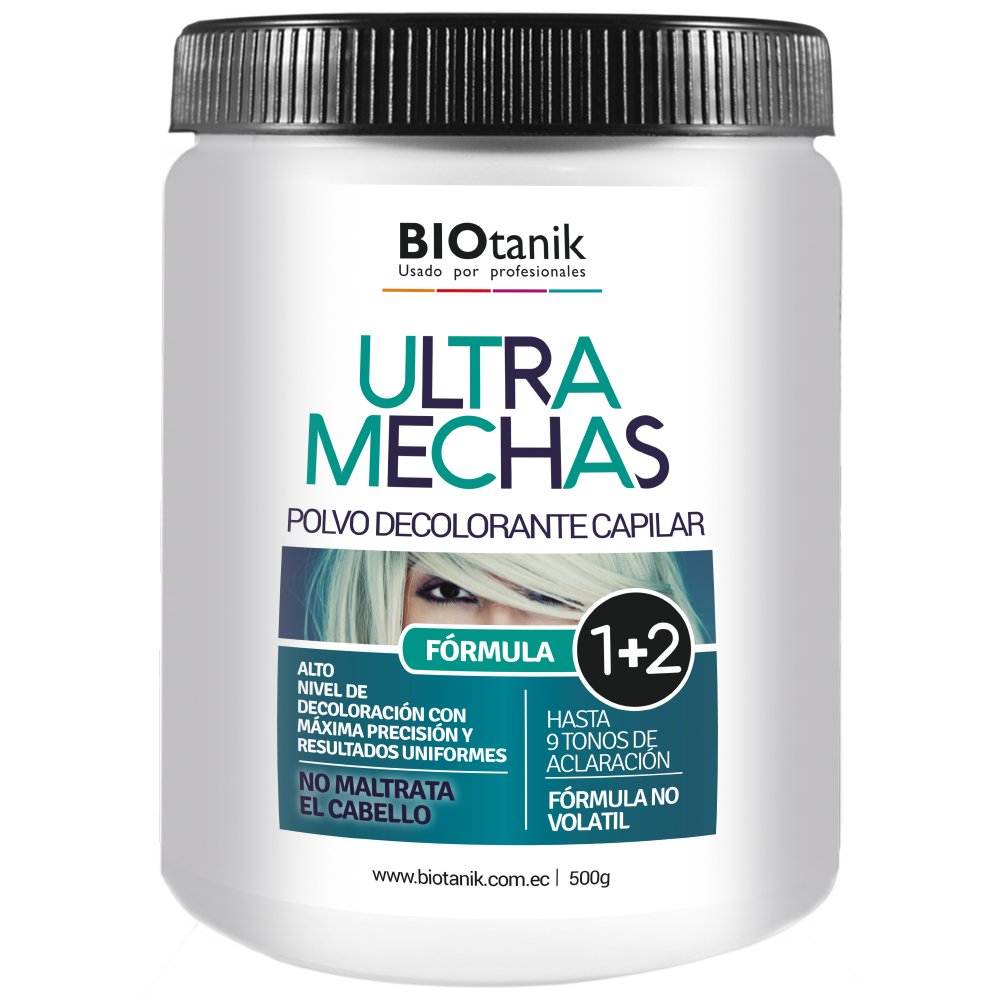 BIOtanik
Usado por profesionales
ULTRA
MECHAS
POLVO DECOLORANTE CAPILAR
FÓRMULA 1+2
ALTO
NIVEL DE
DECOLORACIÓN CON
MÁXIMA PRECISIÓN Y
RESULTADOS UNIFORMES
NO MALTRATA
EL CABELLO
HASTA
9 TONOS DE
ACLARACIÓN
FÓRMULA NO
VOLATIL
www.biotanik.com.ec | 500g